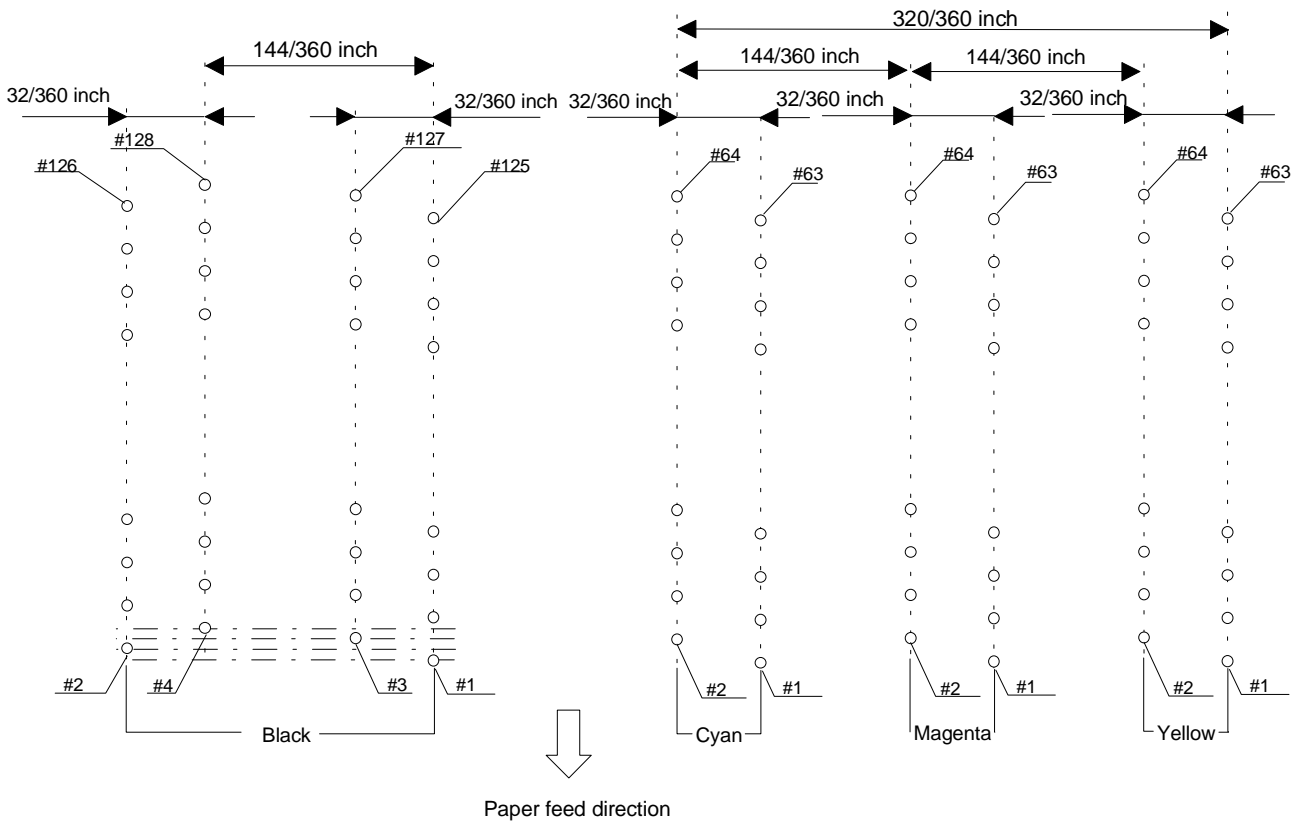 320/360 inch
144/360 inch 144/360 inch 144/360 inch
32/360 inch 32/360 inch 32/360 inch 32/360 inch 32/360 inch
#128 #127 #64 #64 #64
#126 #125 #63 #63 #63
#2 #4 #3 #1 #2 #1 #2 #1 #2 #1
Black Cyan Magenta Yellow
Paper feed direction